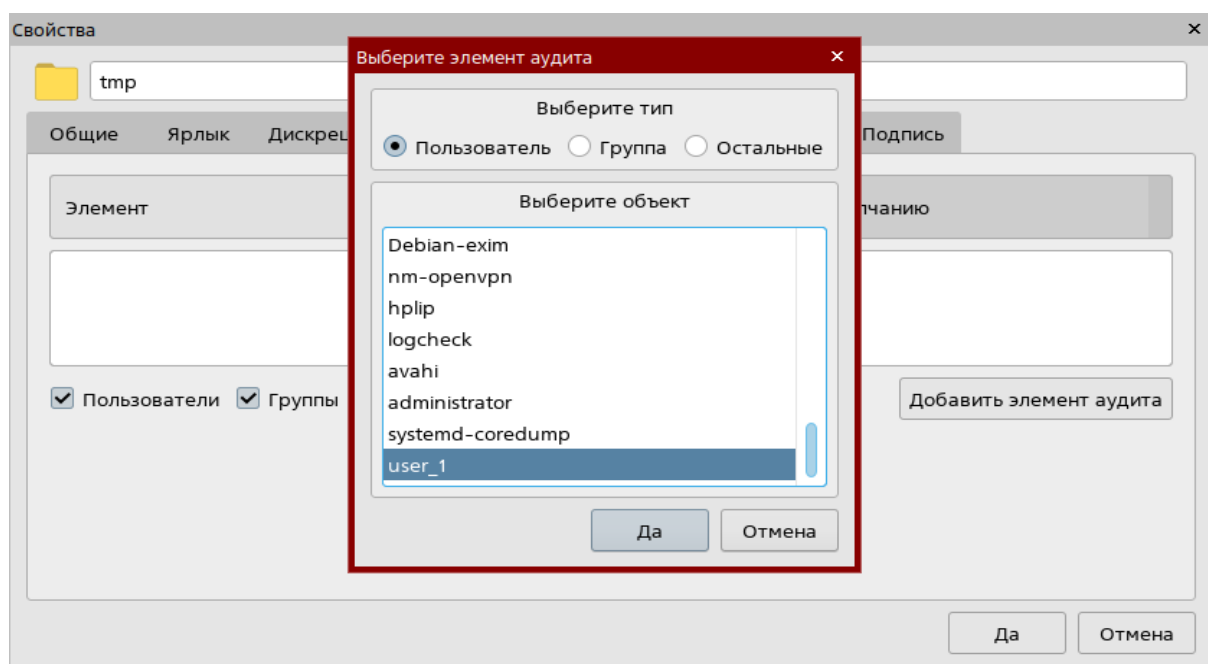 Свойства
Выберите элемент аудита
tmp
Выберите тип
Общие Ярлык Дискрец Подпись
Пользователь Группа Остальные
Выберите объект
Элемент лчанию
Debian-exim
nm-openvpn
hplip
logcheck
avahi
Пользователи Группы Добавить элемент аудита
administrator
systemd-coredump
user_1
Да Отмена
Да Отмена